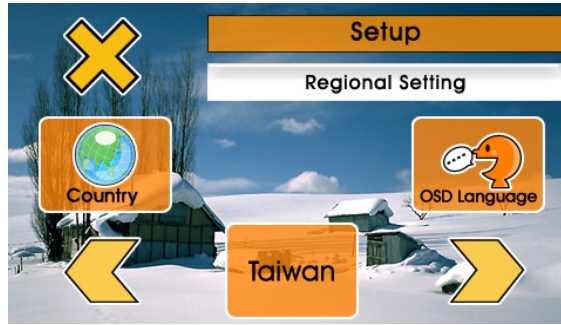 Setup
Regional Setting
Country
OSD Language
Taiwan